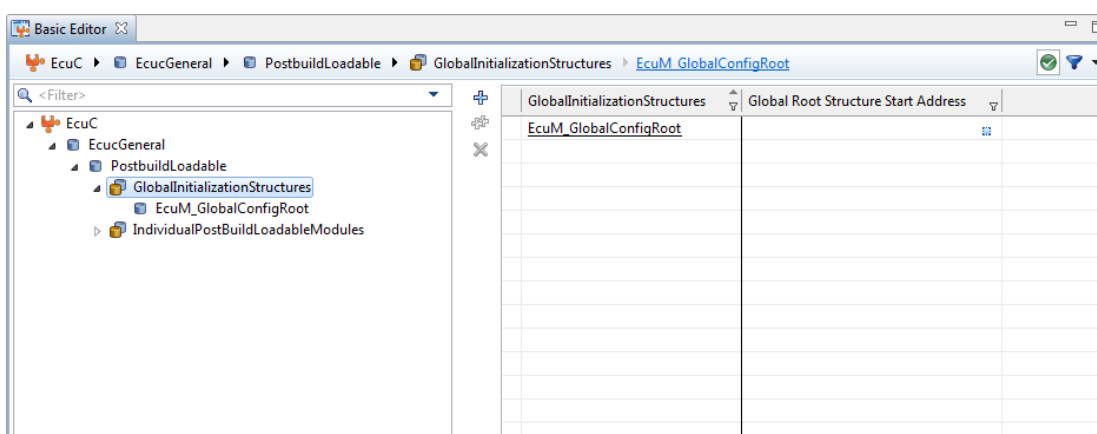 Basic Editor
EcuC EcucGeneral PostbuildLoadable GlobalInitializationStructures EcuM_GlobalConfigRoot
<Filter>
EcuC
EcucGeneral
PostbuildLoadable
GlobalInitializationStructures
EcuM_GlobalConfigRoot
IndividualPostBuildLoadableModules
GlobalInitializationStructures Global Root Structure Start Address
EcuM_GlobalConfigRoot